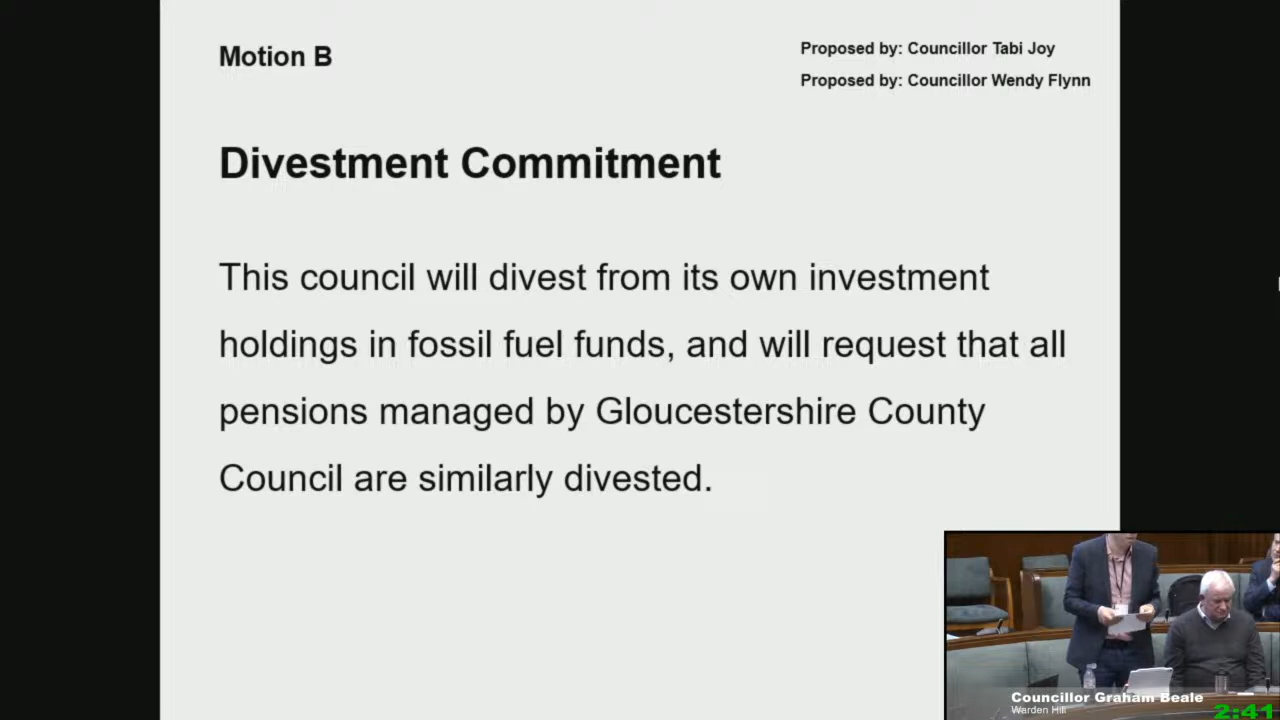 Motion B
Proposed by: Councillor Tabi Joy
Proposed by: Councillor Wendy Flynn
Divestment Commitment
This council will divest from its own investment
holdings in fossil fuel funds, and will request that all
pensions managed by Gloucestershire County
Council are similarly divested.
Councillor Graham Beale
Warden Hill
2:41